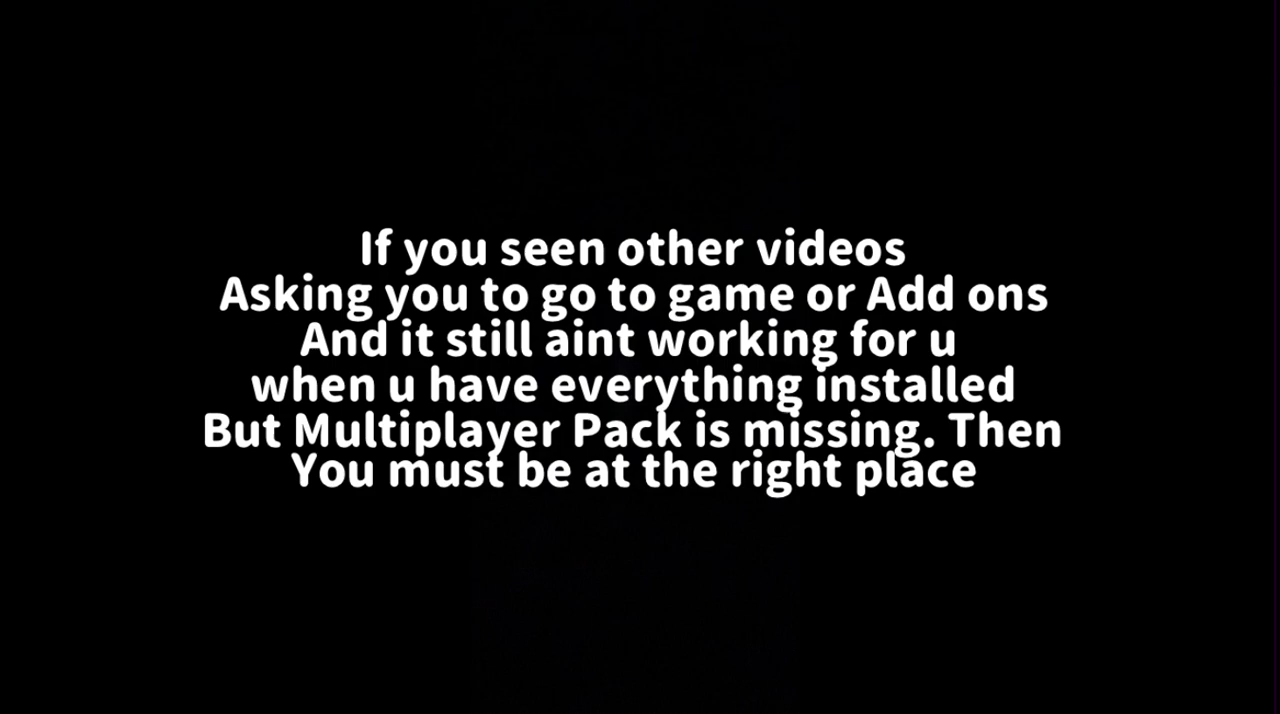 If you seen other videos
Asking you to go to game or Add ons
And it still aint working for u
when u have everything installed
But Multiplayer Pack is missing. Then
You must be at the right place